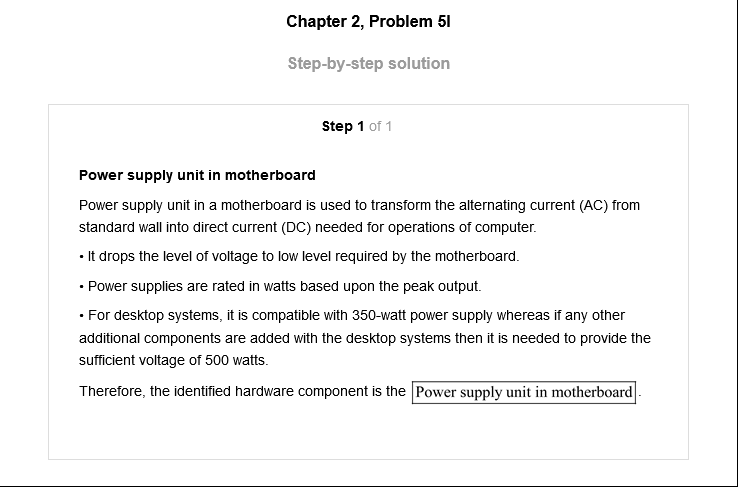 Chapter 2, Problem 5I
Step-by-step solution
Step 1 of 1
Power supply unit in motherboard
Power supply unit in a motherboard is used to transform the alternating current (AC) from
standard wall into direct current (DC) needed for operations of computer.
• It drops the level of voltage to low level required by the motherboard.
• Power supplies are rated in watts based upon the peak output.
• For desktop systems, it is compatible with 350-watt power supply whereas if any other
additional components are added with the desktop systems then it is needed to provide the
sufficient voltage of 500 watts.
Therefore, the identified hardware component is the Power supply unit in motherboard.